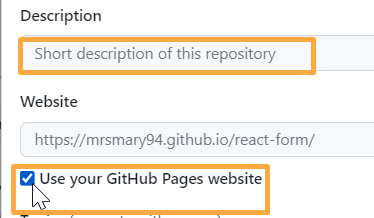 Description
Short description of this repository
Website
https://mrsmary94.github.io/react-form/
Use your GitHub Pages website